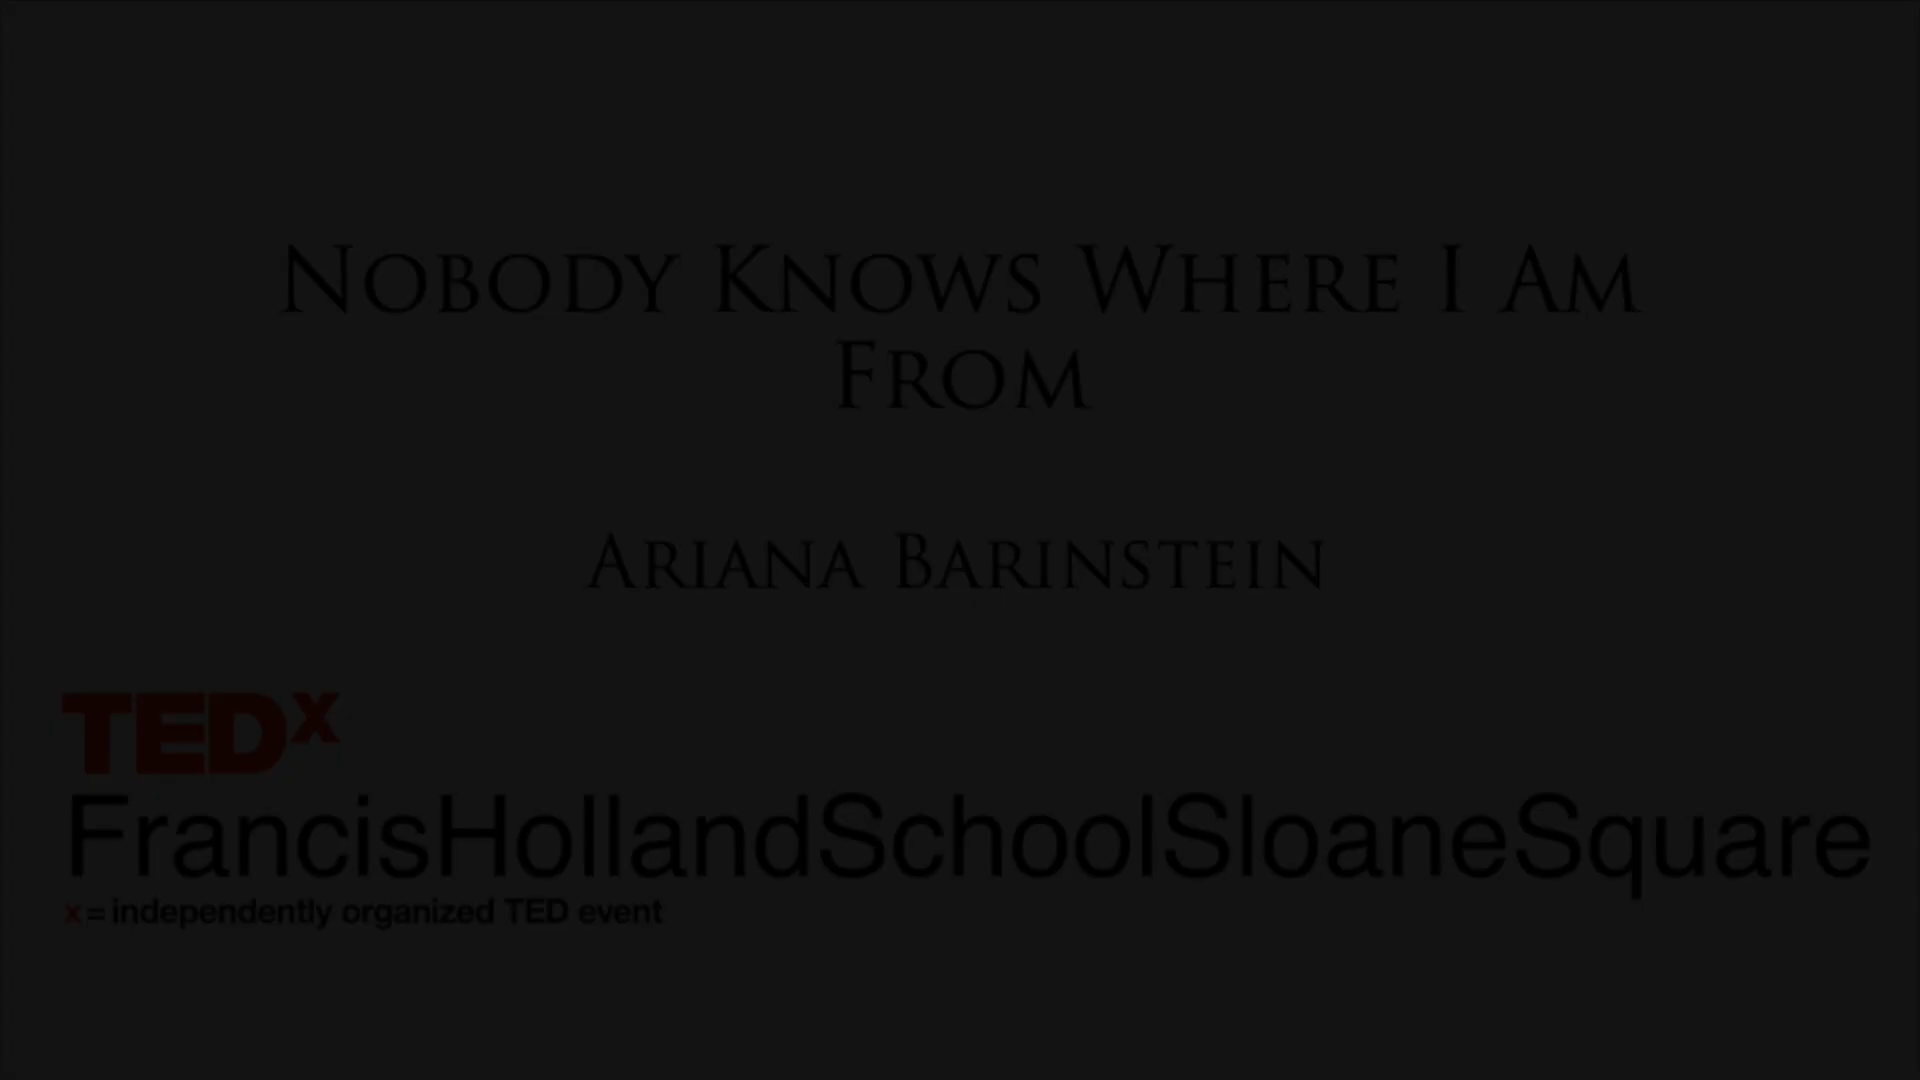 Nobody Knows Where I Am
From
Ariana Barinstein
TEDx
FrancisHollandSchoolSloaneSquare
x = independently organized TED event